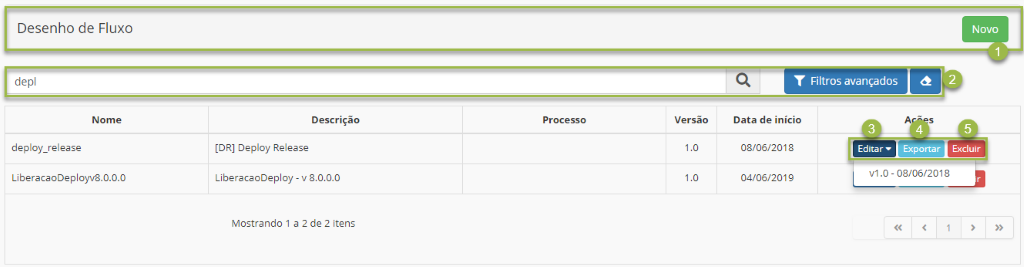 Desenho de Fluxo Novo
1
depl Filtros avançados 2
Nome Descrição Processo Versão Data de início Ações
3 4 5
deploy_release [DR] Deploy Release 1.0 08/06/2018 Editar Exportar Excluir
v1.0 - 08/06/2018
LiberacaoDeployv8.0.0.0 LiberacaoDeploy - v 8.0.0.0 1.0 04/06/2019
Mostrando 1 a 2 de 2 itens « ‹ 1 › »